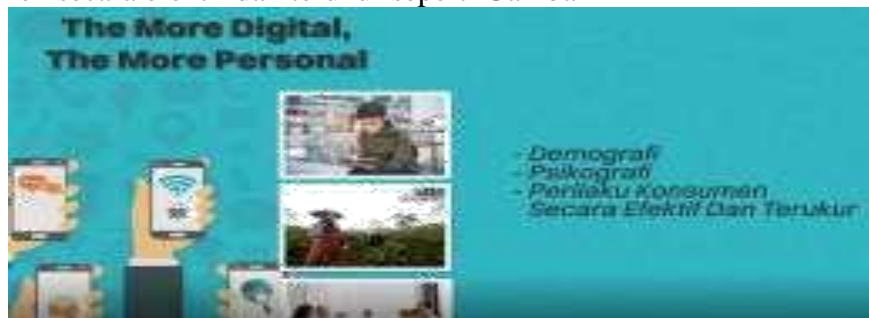 The More Digital,
The More Personal
- Demografi
- Psikografi
- Perilaku Konsumen
Secara Efektif Dan Terukur